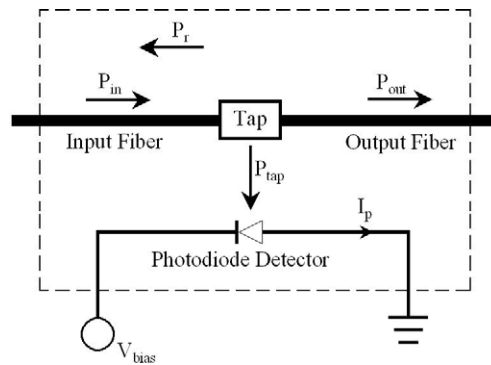 P_r
P_in
P_out
Tap
Input Fiber
Output Fiber
P_tap
I_p
Photodiode Detector
V_bias